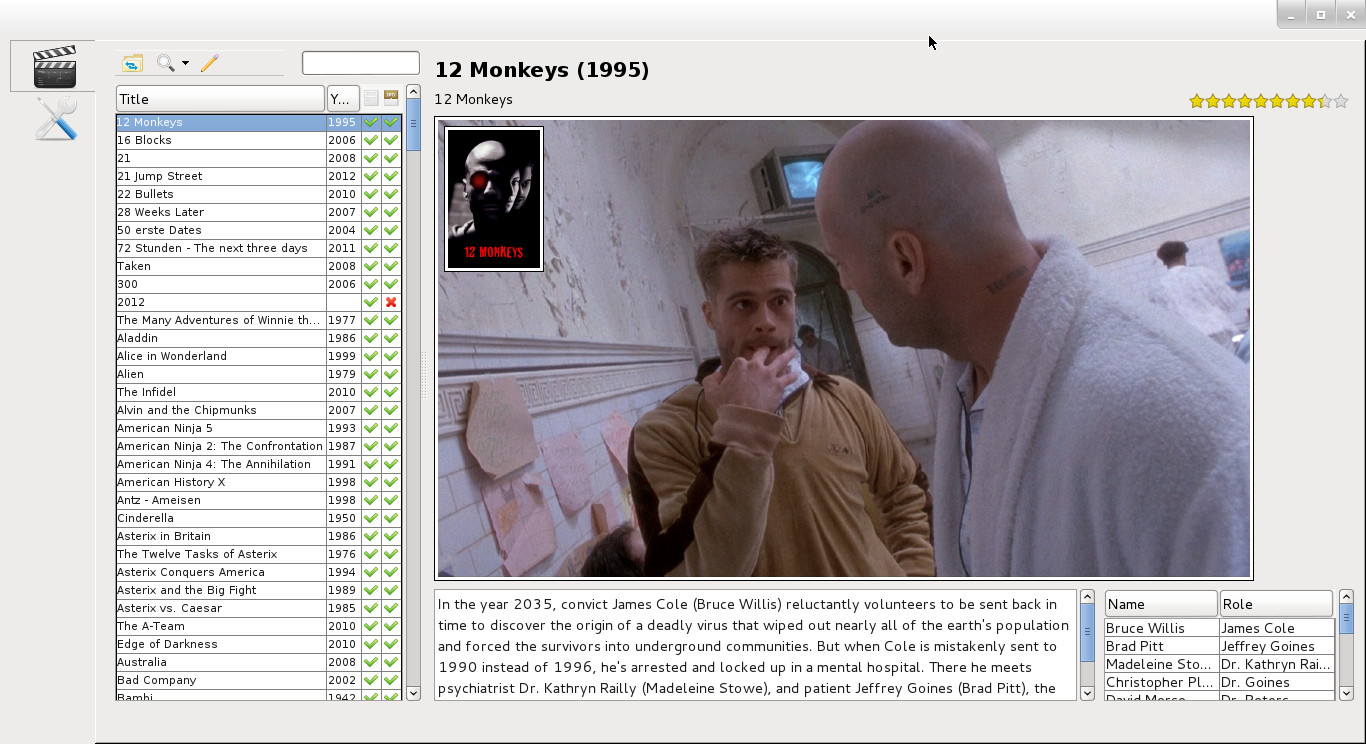 12 Monkeys (1995)
12 Monkeys
Title Y...
12 Monkeys 1995
16 Blocks 2006
21 2008
21 Jump Street 2012
22 Bullets 2010
28 Weeks Later 2007
50 erste Dates 2004
72 Stunden - The next three days 2011
Taken 2008
300 2006
2012
The Many Adventures of Winnie th... 1977
Aladdin 1986
Alice in Wonderland 1999
Alien 1979
The Infidel 2010
Alvin and the Chipmunks 2007
American Ninja 5 1993
American Ninja 2: The Confrontation 1987
American Ninja 4: The Annihilation 1991
American History X 1998
Antz - Ameisen 1998
Cinderella 1950
Asterix in Britain 1986
The Twelve Tasks of Asterix 1976
Asterix Conquers America 1994
Asterix and the Big Fight 1989
Asterix vs. Caesar 1985
The A-Team 2010
Edge of Darkness 2010
Australia 2008
Bad Company 2002
Bambi 1942
12 MONKEYS
In the year 2035, convict James Cole (Bruce Willis) reluctantly volunteers to be sent back in
time to discover the origin of a deadly virus that wiped out nearly all of the earth's population
and forced the survivors into underground communities. But when Cole is mistakenly sent to
1990 instead of 1996, he's arrested and locked up in a mental hospital. There he meets
psychiatrist Dr. Kathryn Railly (Madeleine Stowe), and patient Jeffrey Goines (Brad Pitt), the
Name Role
Bruce Willis James Cole
Brad Pitt Jeffrey Goines
Madeleine Sto... Dr. Kathryn Rai...
Christopher Pl... Dr. Goines
David Morse Dr. Peters